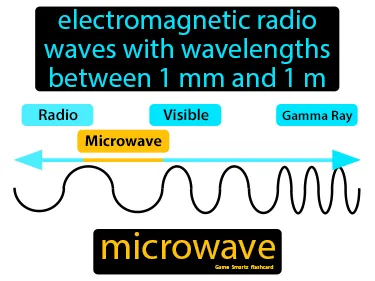 electromagnetic radio
waves with wavelengths
between 1 mm and 1 m
Radio
Visible
Gamma Ray
Microwave
microwave
Game Smartz flashcard